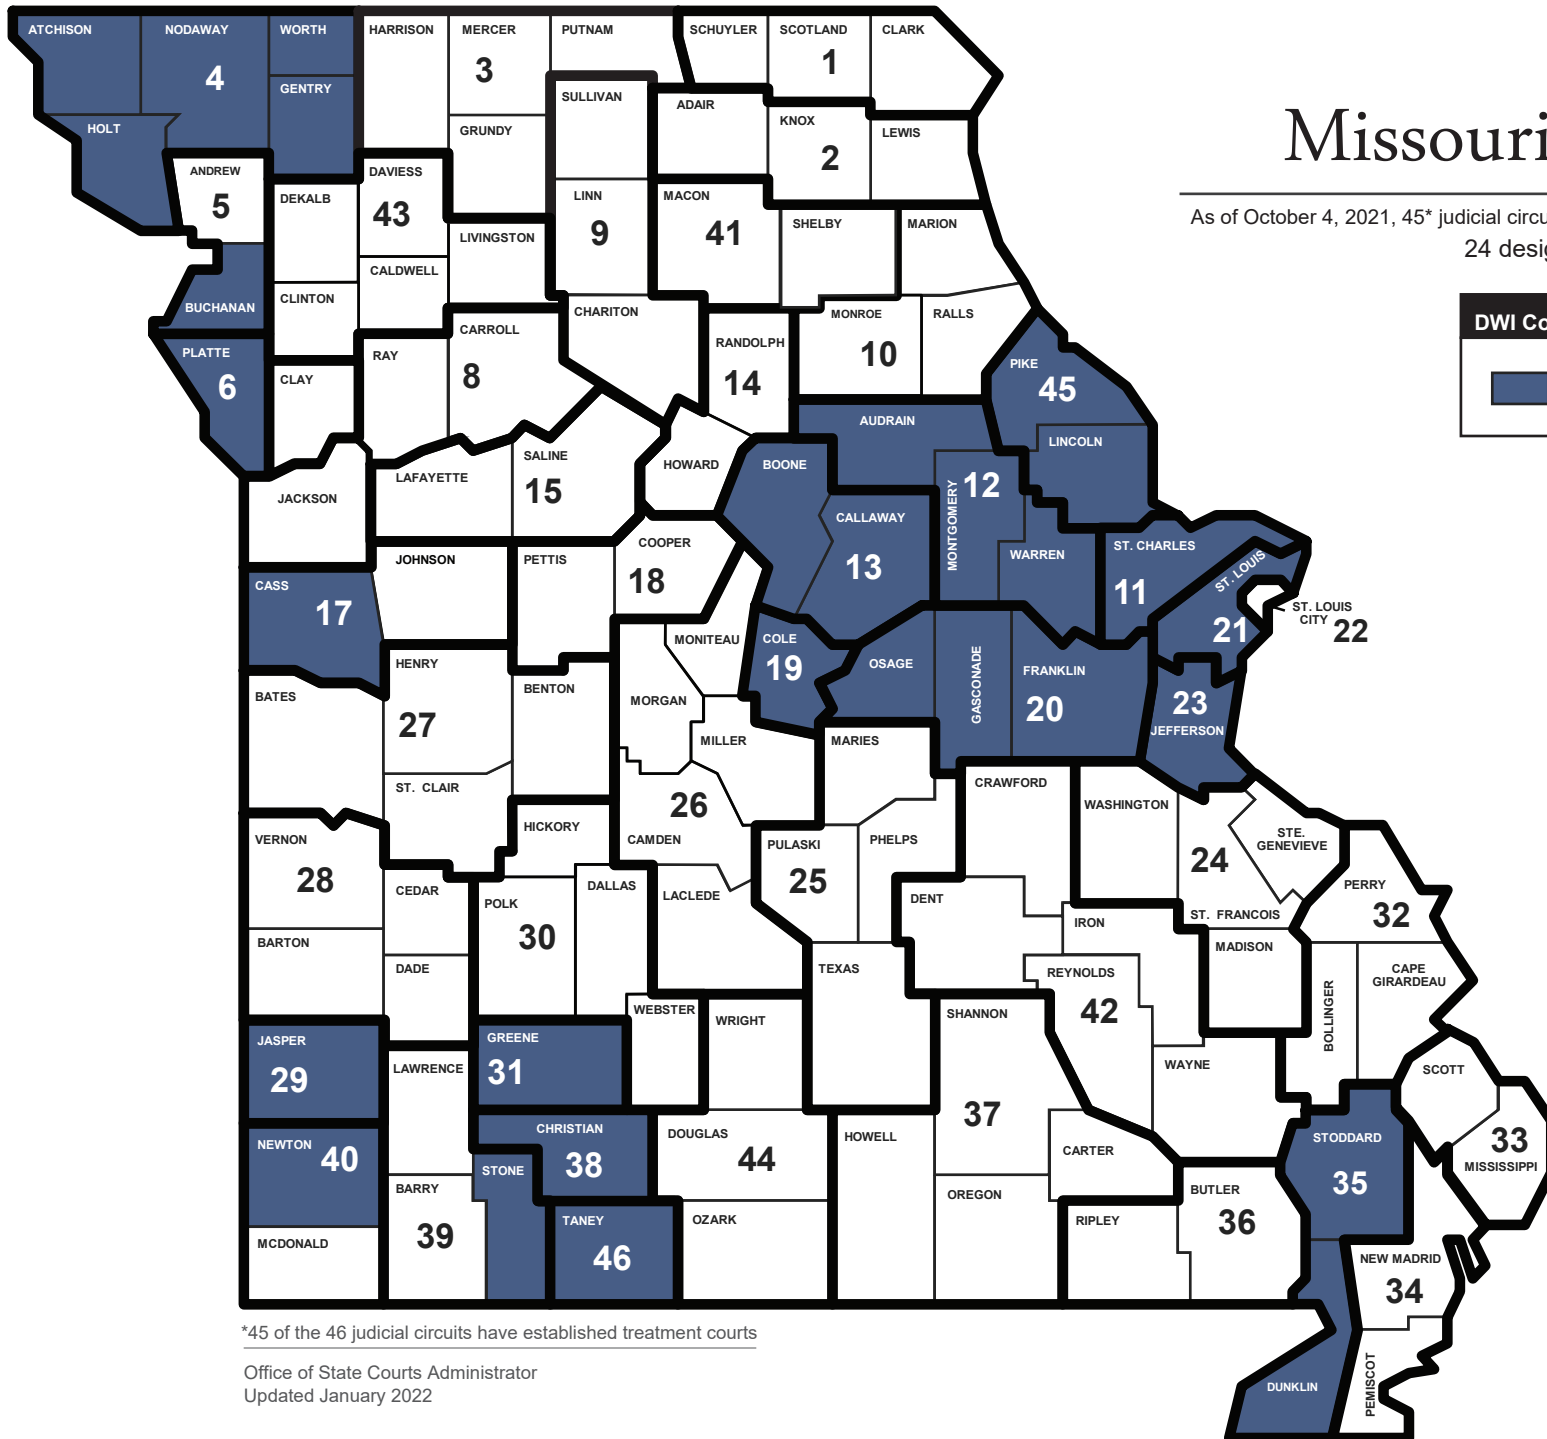 ATCHISON
NODAWAY
WORTH
HARRISON
MERCER
PUTNAM
SCHUYLER
SCOTLAND
CLARK
4
3
1
GENTRY
SULLIVAN
ADAIR
HOLT
GRUNDY
KNOX
LEWIS
2
Missouri
ANDREW
5
DEKALB
DAVIESS
43
LINN
9
MACON
41
SHELBY
MARION
As of October 4, 2021, 45* judicial circu
24 desig
LIVINGSTON
CALDWELL
BUCHANAN
CLINTON
CHARITON
MONROE
RALLS
DWI Co
PLATTE
6
CLAY
RAY
CARROLL
8
RANDOLPH
14
10
PIKE
45
AUDRAIN
LINCOLN
JACKSON
LAFAYETTE
SALINE
15
HOWARD
BOONE
CALLAWAY
13
MONTGOMERY
12
WARREN
ST. CHARLES
11
ST. LOUIS
21
ST. LOUIS
CITY
22
CASS
17
JOHNSON
PETTIS
COOPER
18
MONITEAU
COLE
19
OSAGE
GASCONADE
FRANKLIN
20
23
JEFFERSON
BATES
HENRY
27
BENTON
MORGAN
MILLER
MARIES
ST. CLAIR
26
CAMDEN
CRAWFORD
WASHINGTON
STE.
GENEVIEVE
24
VERNON
28
HICKORY
PULASKI
25
PHELPS
CEDAR
POLK
30
DALLAS
LACLEDE
DENT
IRON
ST. FRANCOIS
PERRY
32
BARTON
DADE
TEXAS
REYNOLDS
42
MADISON
BOLLINGER
CAPE
GIRARDEAU
JASPER
29
LAWRENCE
GREENE
31
WEBSTER
WRIGHT
SHANNON
37
WAYNE
SCOTT
NEWTON
40
CHRISTIAN
38
STONE
DOUGLAS
44
HOWELL
CARTER
STODDARD
35
33
MISSISSIPPI
MCDONALD
BARRY
39
TANEY
46
OZARK
OREGON
RIPLEY
BUTLER
36
NEW MADRID
34
DUNKLIN
PEMISCOT
*45 of the 46 judicial circuits have established treatment courts
Office of State Courts Administrator
Updated January 2022